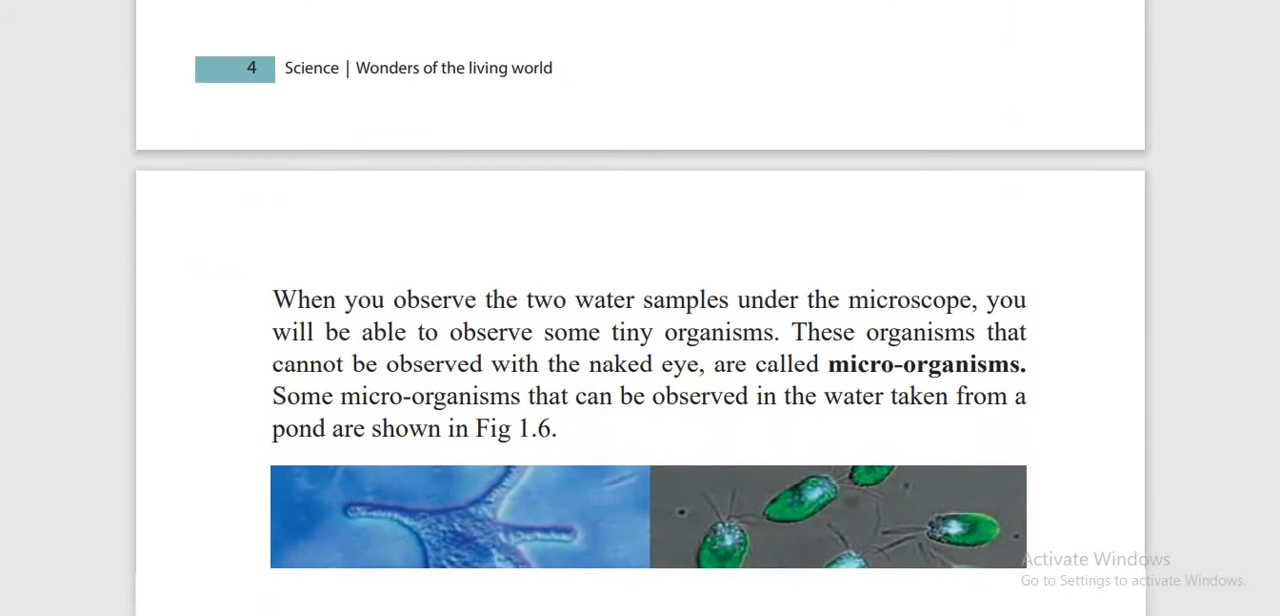 4 Science | Wonders of the living world
When you observe the two water samples under the microscope, you
will be able to observe some tiny organisms. These organisms that
cannot be observed with the naked eye, are called micro-organisms.
Some micro-organisms that can be observed in the water taken from a
pond are shown in Fig 1.6.
Activate Windows
Go to Settings to activate Windows.